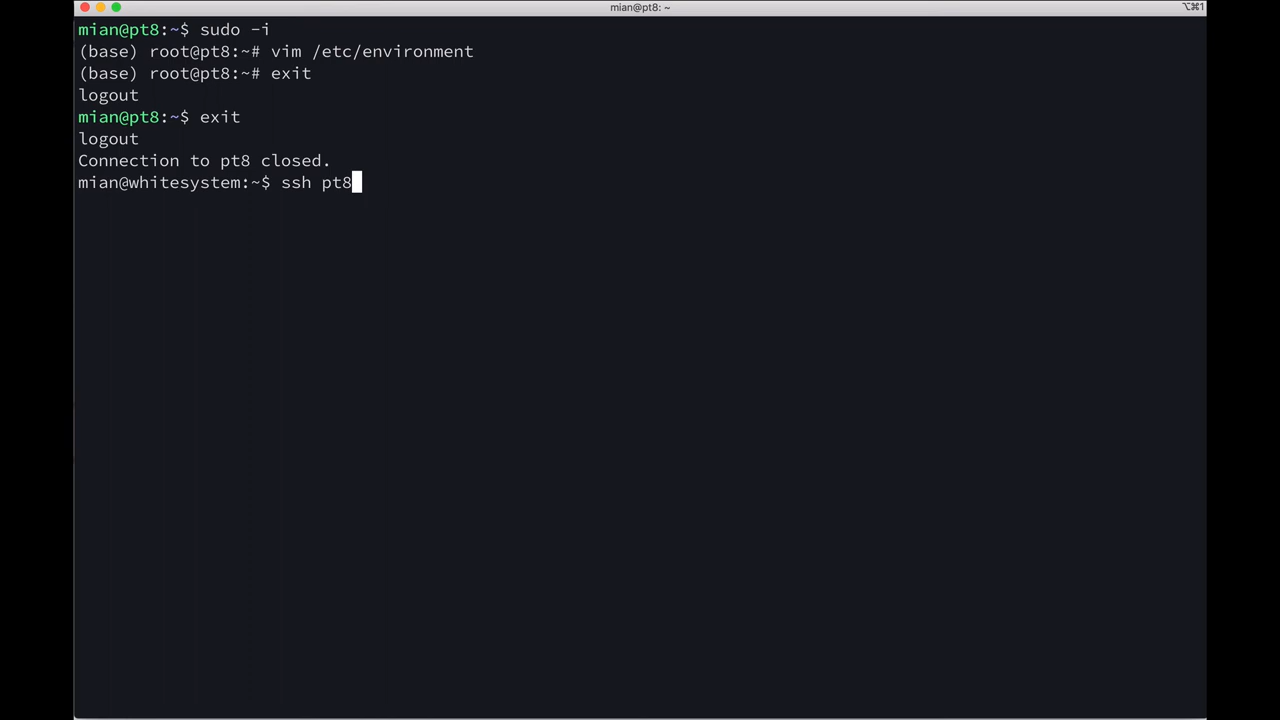 mian@pt8: ~
⌥⌘1
mian@pt8:~$ sudo -i
(base) root@pt8:~# vim /etc/environment
(base) root@pt8:~# exit
logout
mian@pt8:~$ exit
logout
Connection to pt8 closed.
mian@whitesystem:~$ ssh pt8